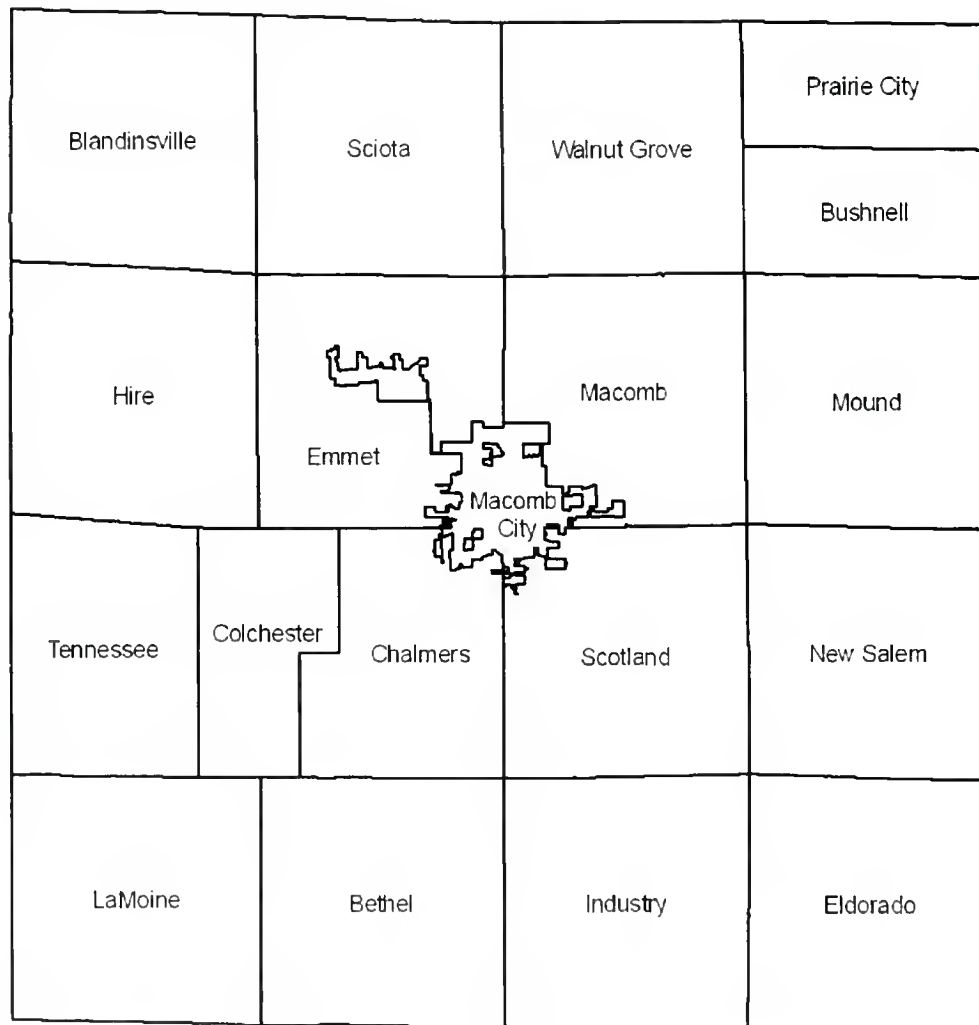 Prairie City
Blandinsville
Sciota
Walnut Grove
Bushnell
Hire
Macomb
Mound
Emmet
Macomb
City
Tennessee
Colchester
Chalmers
Scotland
New Salem
LaMoine
Bethel
Industry
Eldorado